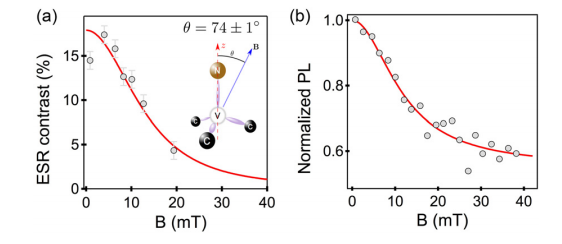 (a)
θ = 74 ± 1°
z
B
θ
N
V
C
C
C
ESR contrast (%)
15
10
5
0
0 10 20 30 40
B (mT)
(b)
Normalized PL
1.0
0.8
0.6
0 10 20 30 40
B (mT)